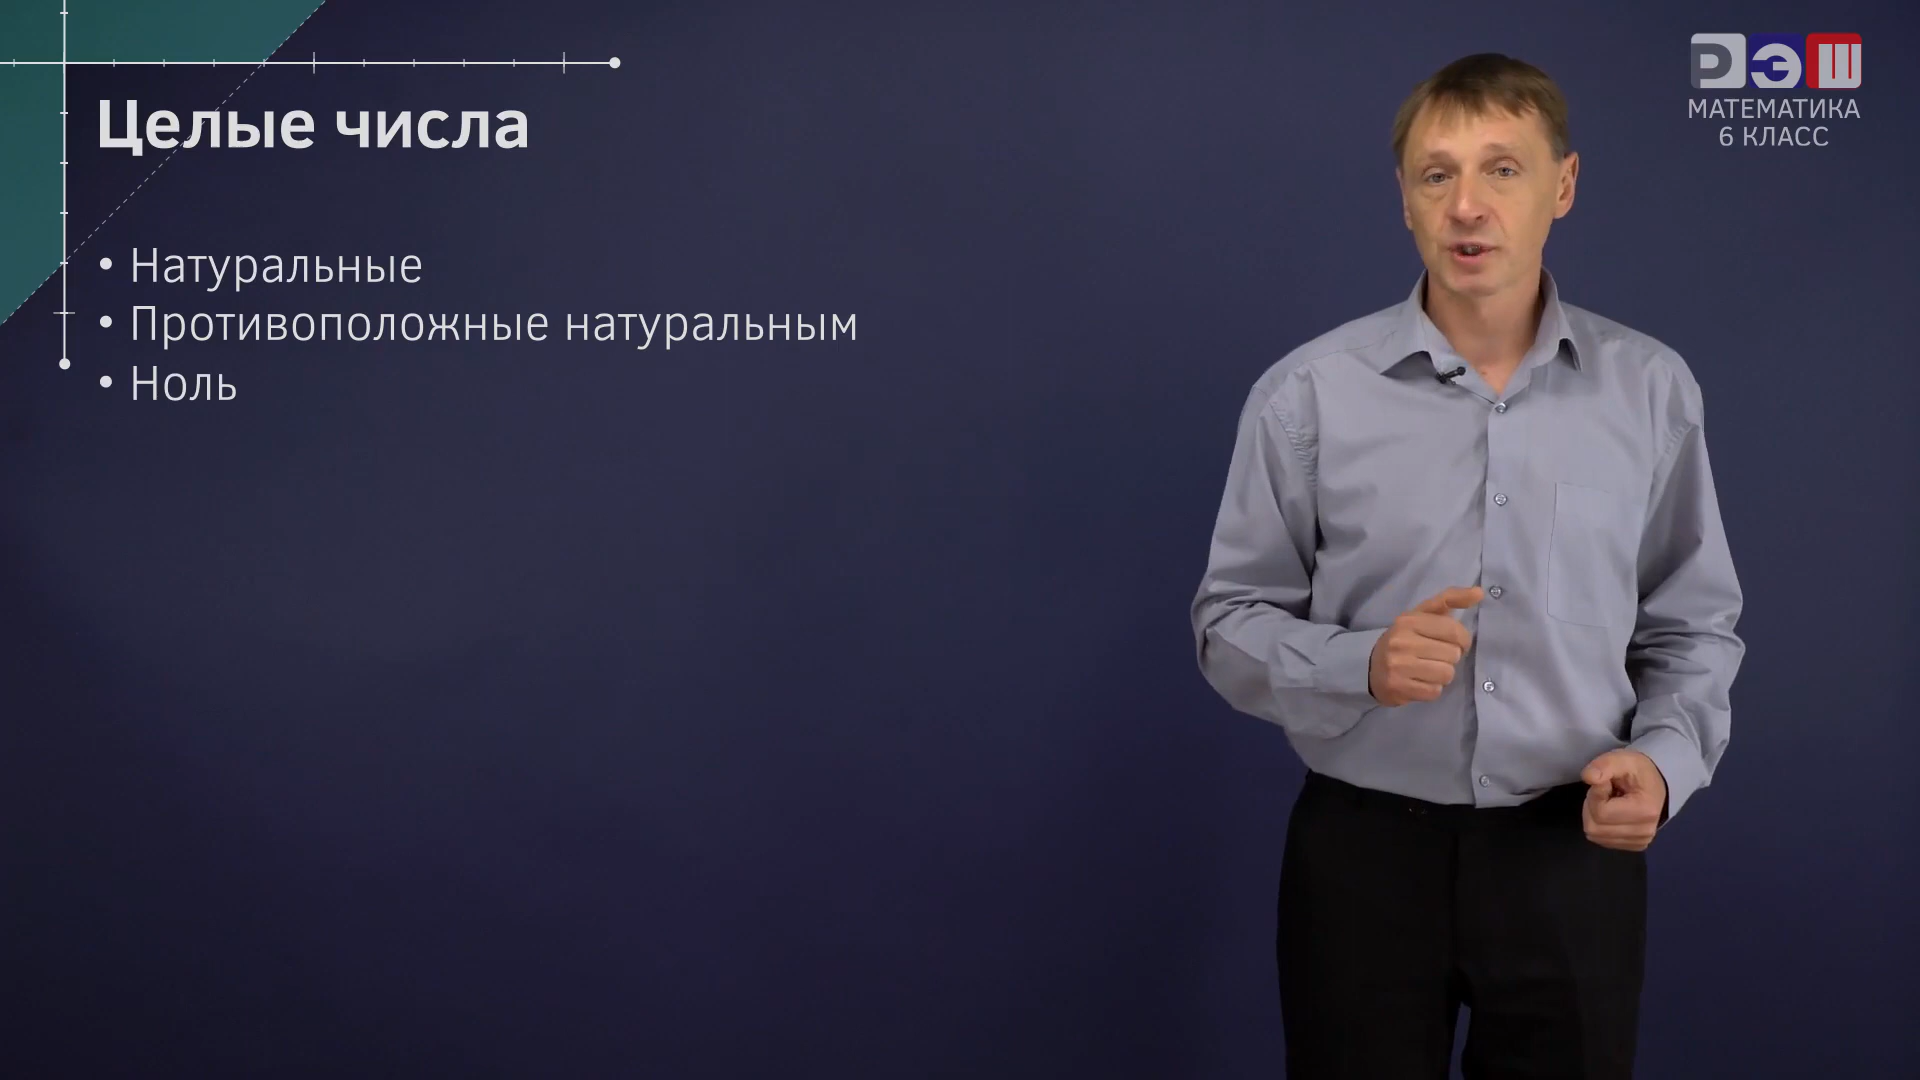 Целые числа
• Натуральные
• Противоположные натуральным
• Ноль
РЭШ
МАТЕМАТИКА
6 КЛАСС